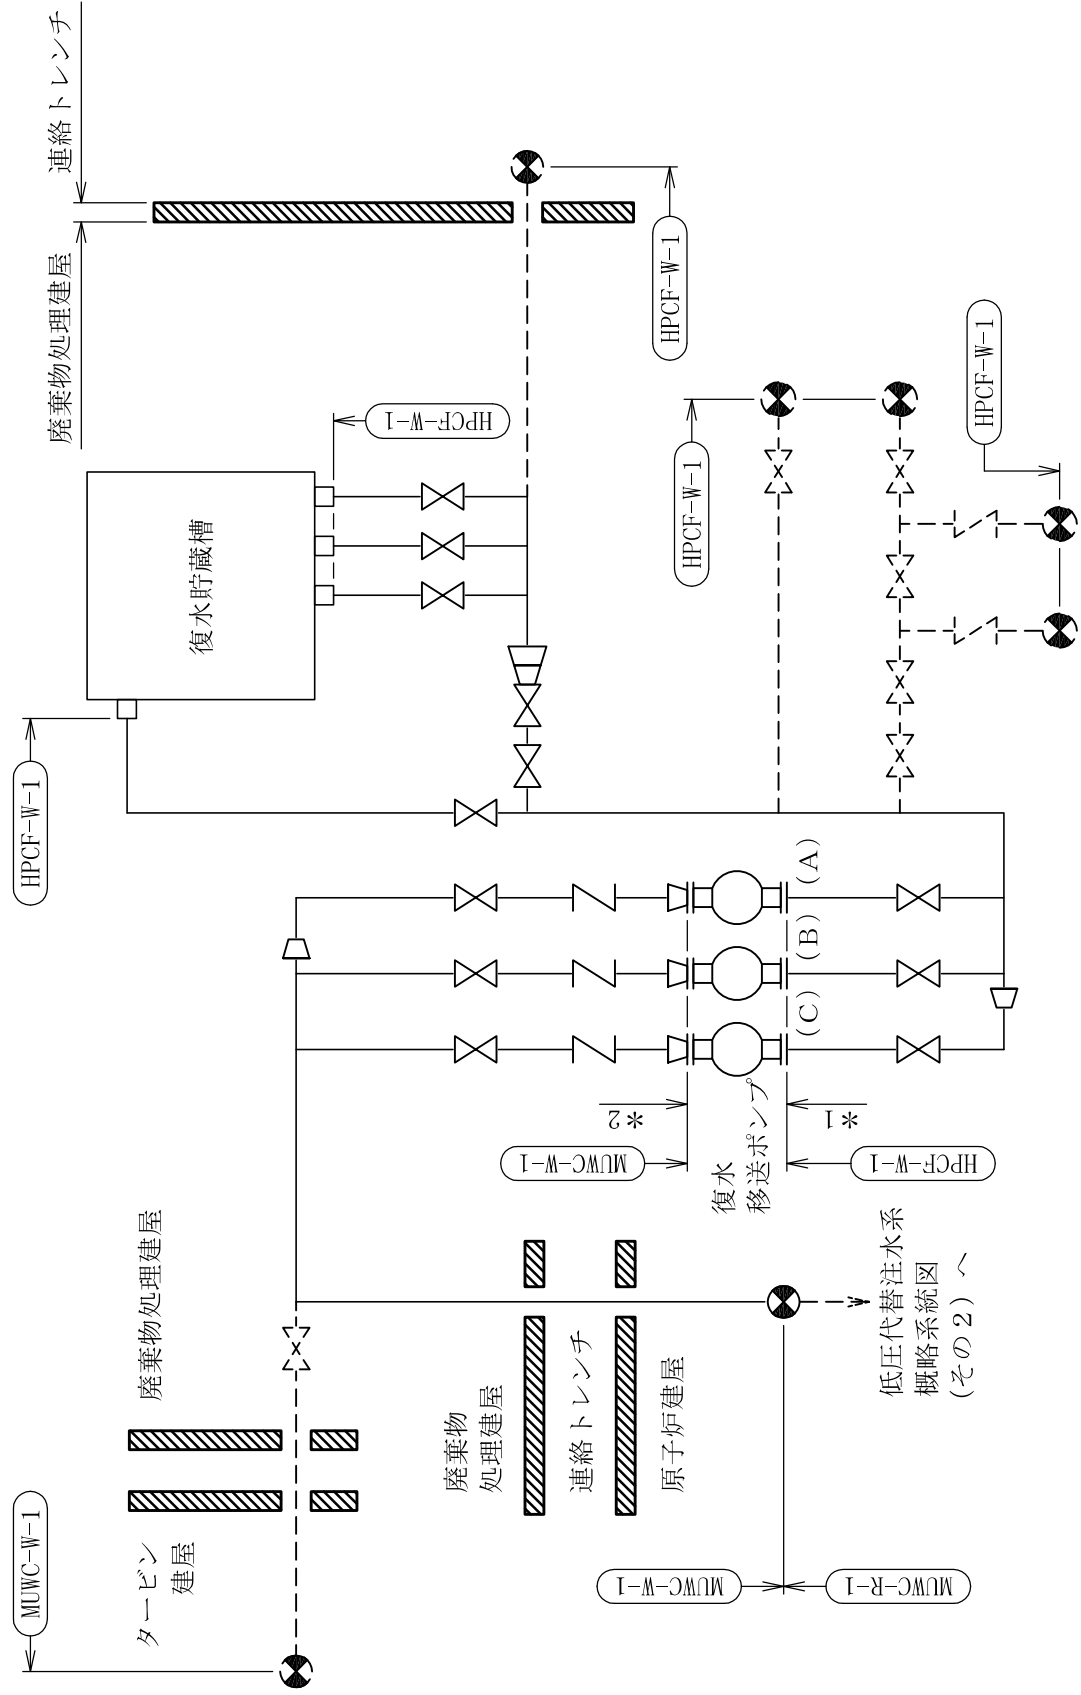 連絡トレンチ
廃棄物処理建屋
HPCF-W-1
復水貯蔵槽
HPCF-W-1
HPCF-W-1
HPCF-W-1
HPCF-W-1
(A)
(B)
(C)
＊2
＊1
MUWC-W-1
HPCF-W-1
復水
移送ポンプ
廃棄物処理建屋
タービン
建屋
MUWC-W-1
廃棄物
処理建屋
連絡トレンチ
原子炉建屋
低圧代替注水系
概略系統図
(その2) へ
MUWC-W-1
MUWC-R-1